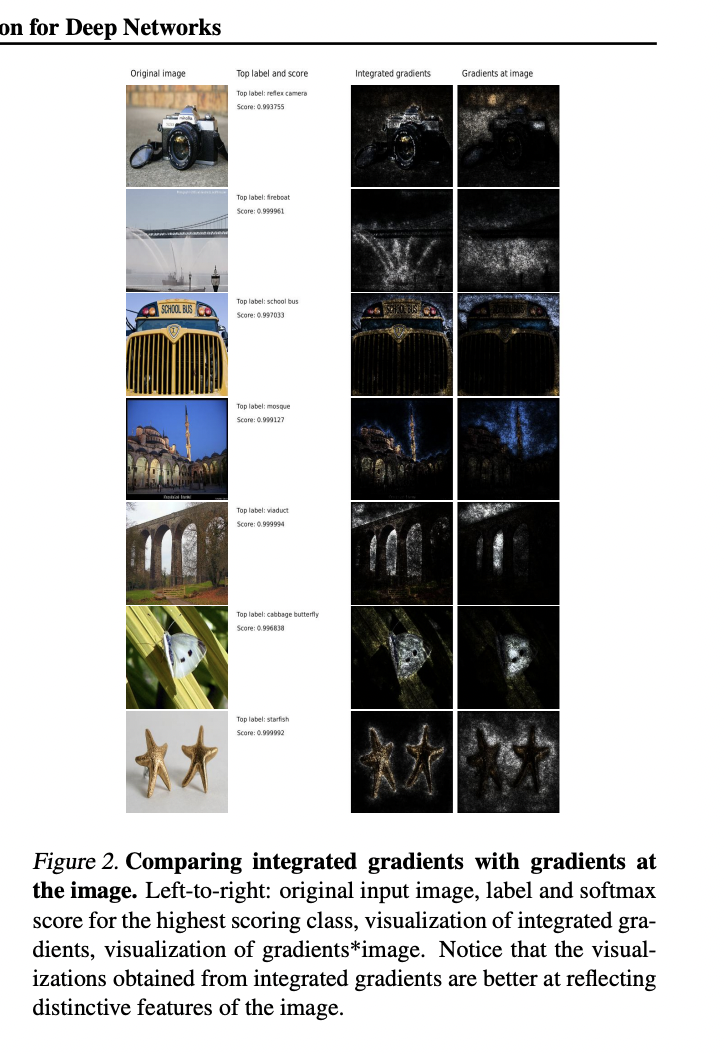 on for Deep Networks
Original image
Top label and score
Integrated gradients
Gradients at image
Top label: reflex camera
Score: 0.993755
Top label: fireboat
Score: 0.999961
SCHOOL BUS
Top label: school bus
Score: 0.997033
Top label: mosque
Score: 0.999127
Top label: viaduct
Score: 0.999994
Top label: cabbage butterfly
Score: 0.996838
Top label: starfish
Score: 0.999992
Figure 2. Comparing integrated gradients with gradients at
the image. Left-to-right: original input image, label and softmax
score for the highest scoring class, visualization of integrated gra-
dients, visualization of gradients*image. Notice that the visual-
izations obtained from integrated gradients are better at reflecting
distinctive features of the image.